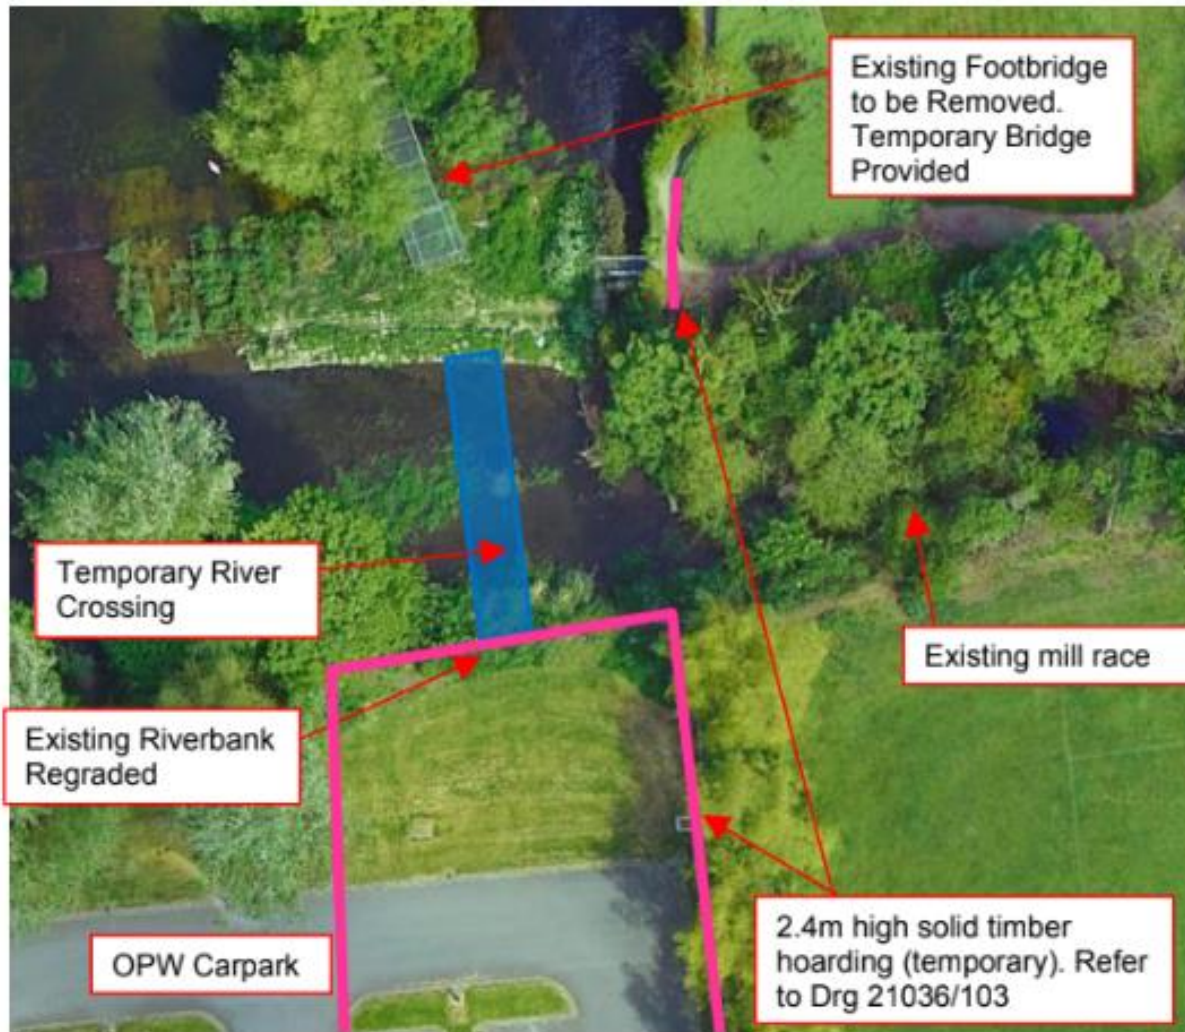 Existing Footbridge
to be Removed.
Temporary Bridge
Provided
Temporary River
Crossing
Existing mill race
Existing Riverbank
Regraded
OPW Carpark
2.4m high solid timber
hoarding (temporary). Refer
to Drg 21036/103